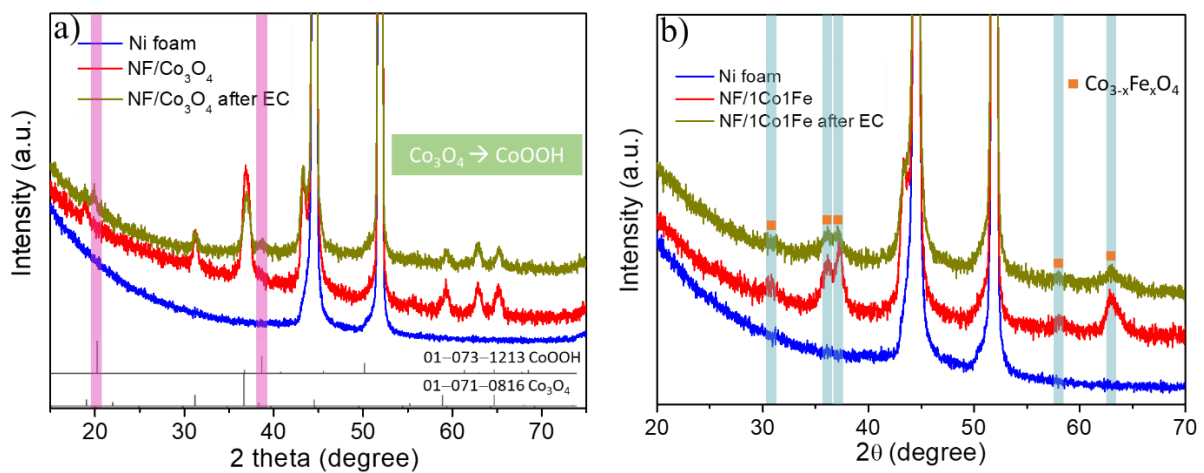 a)
Ni foam
NF/Co₃O₄
NF/Co₃O₄ after EC
Co₃O₄ → CoOOH
01−073−1213 CoOOH
01−071−0816 Co₃O₄
Intensity (a.u.)
20 30 40 50 60 70
2 theta (degree)
b)
Ni foam
NF/1Co1Fe
NF/1Co1Fe after EC
Co₃₋ₓFeₓO₄
Intensity (a.u.)
20 30 40 50 60 70
2θ (degree)